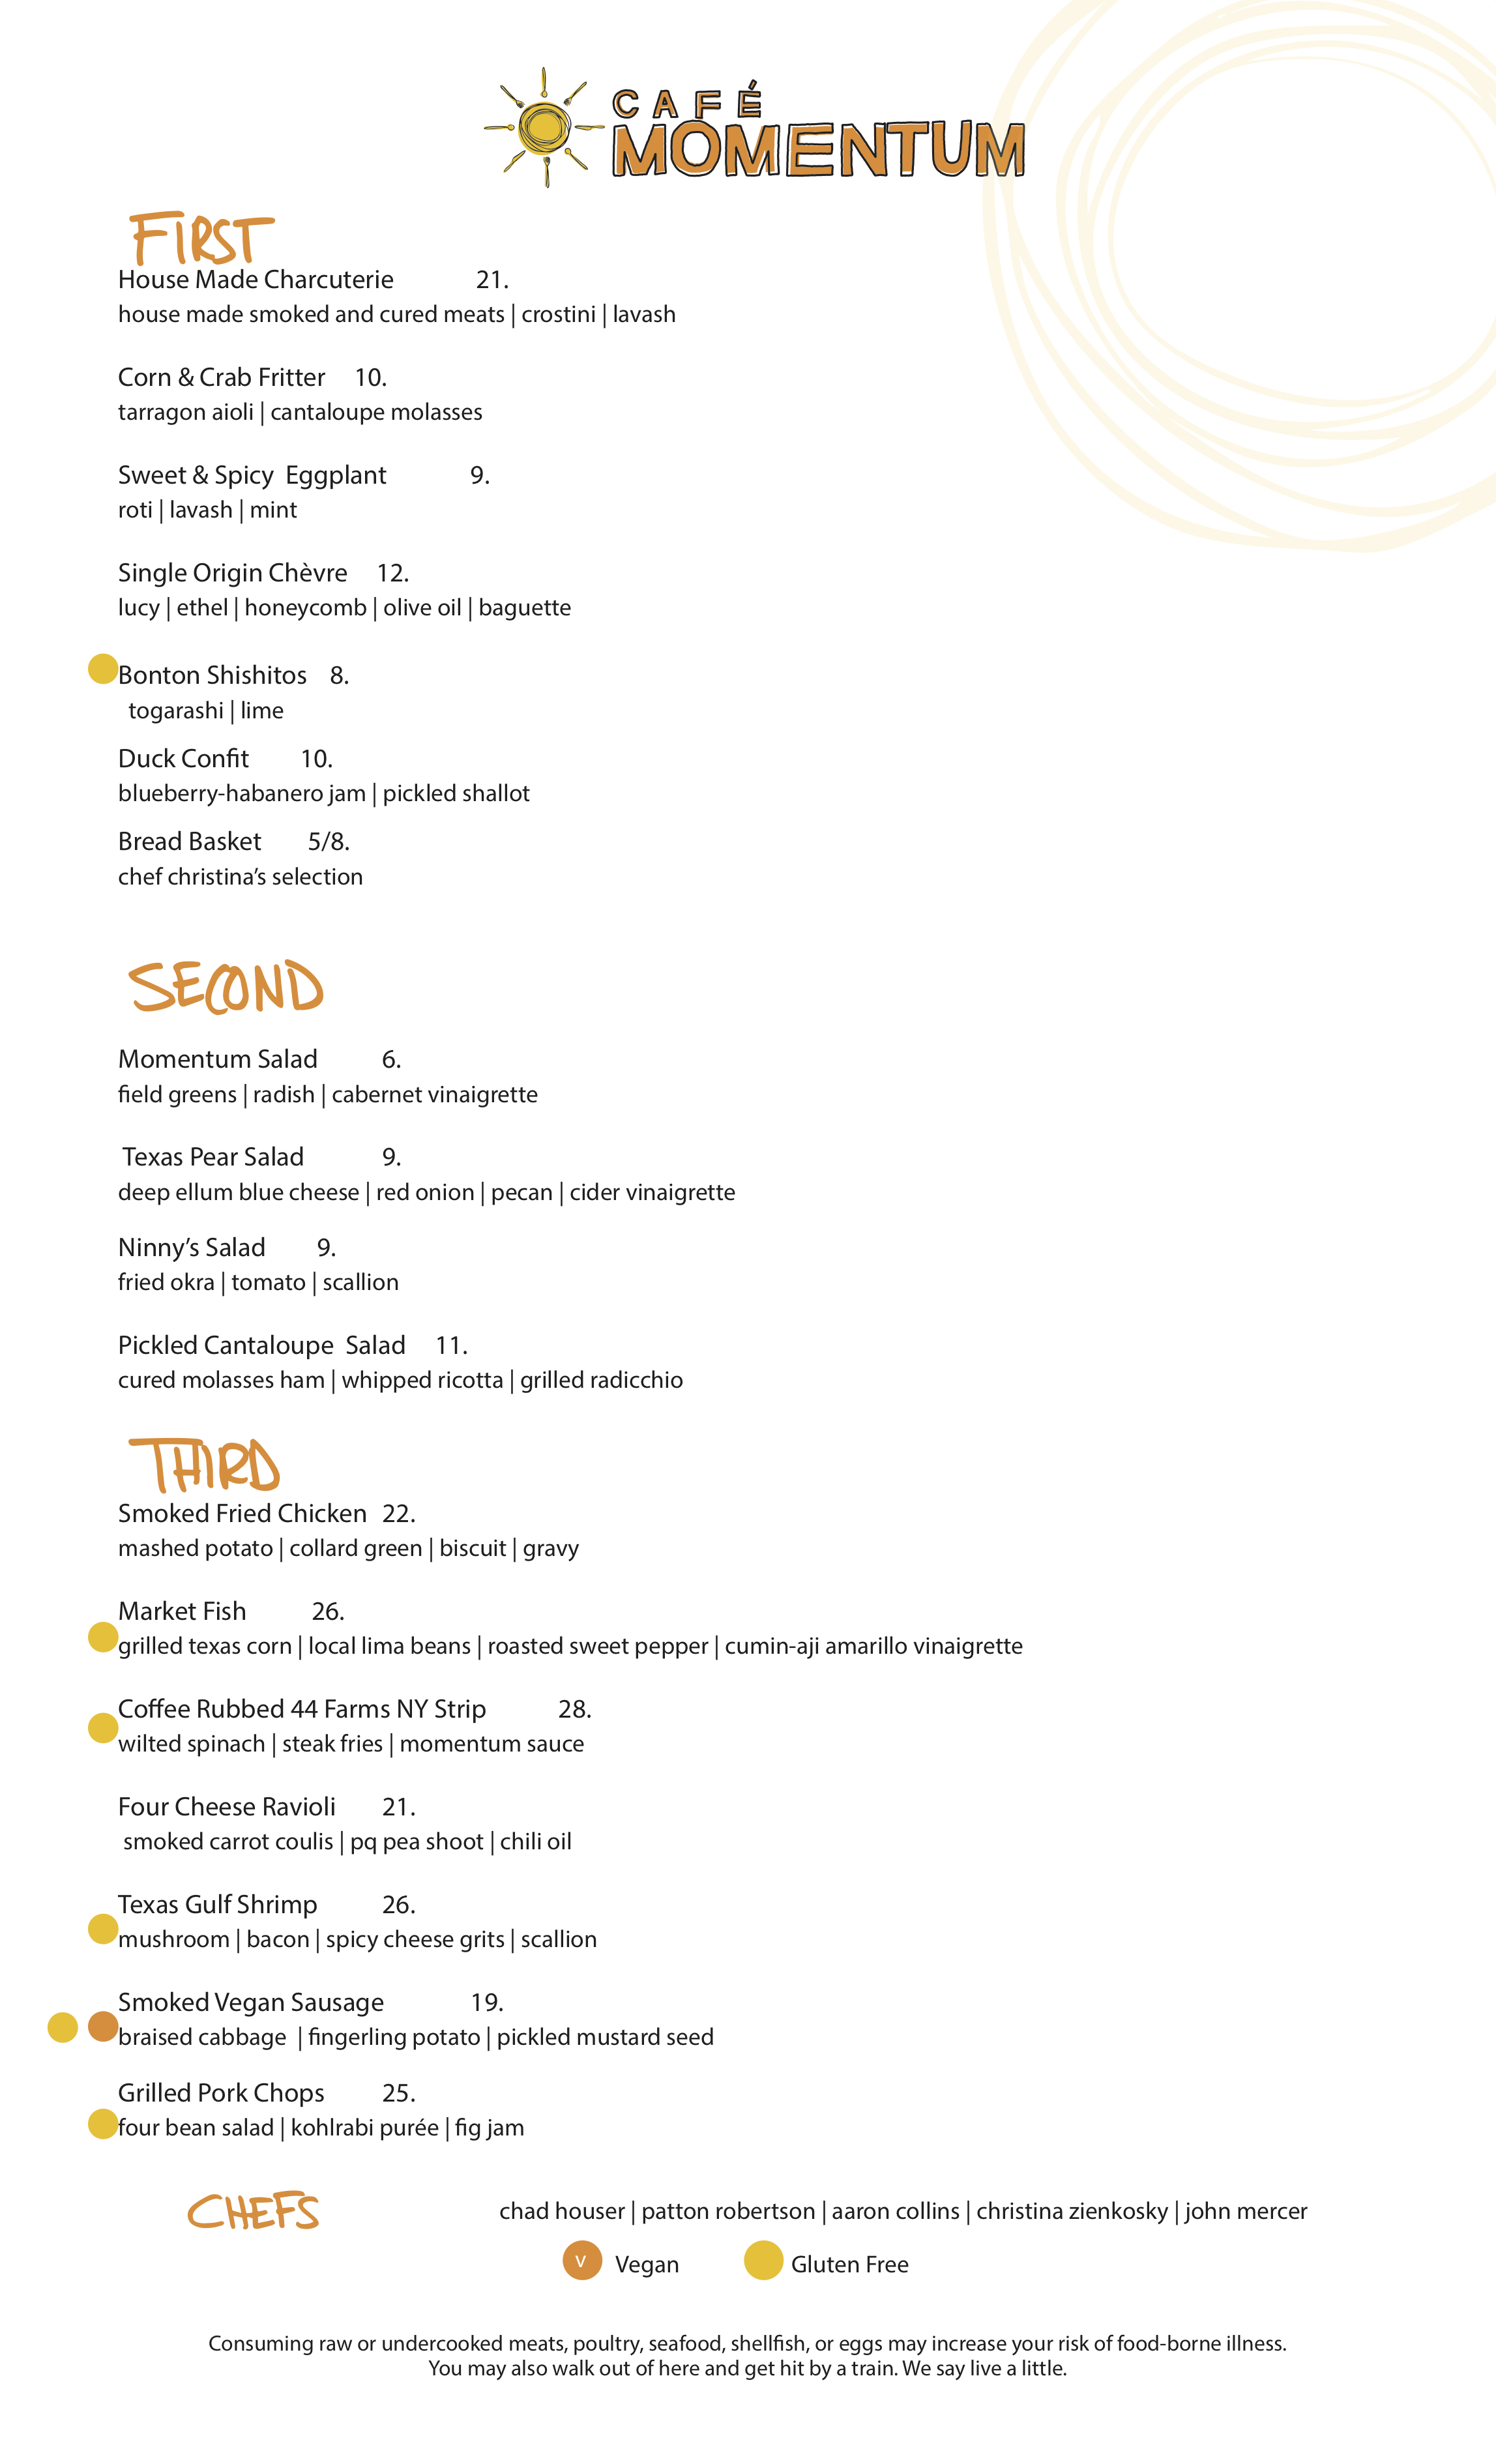 CAFÉ
MOMENTUM
FIRST
House Made Charcuterie 21.
house made smoked and cured meats | crostini | lavash
Corn & Crab Fritter 10.
tarragon aioli | cantaloupe molasses
Sweet & Spicy Eggplant 9.
roti | lavash | mint
Single Origin Chèvre 12.
lucy | ethel | honeycomb | olive oil | baguette
Bonton Shishitos 8.
togarashi | lime
Duck Confit 10.
blueberry-habanero jam | pickled shallot
Bread Basket 5/8.
chef christina’s selection
SECOND
Momentum Salad 6.
field greens | radish | cabernet vinaigrette
Texas Pear Salad 9.
deep ellum blue cheese | red onion | pecan | cider vinaigrette
Ninny’s Salad 9.
fried okra | tomato | scallion
Pickled Cantaloupe Salad 11.
cured molasses ham | whipped ricotta | grilled radicchio
THIRD
Smoked Fried Chicken 22.
mashed potato | collard green | biscuit | gravy
Market Fish 26.
grilled texas corn | local lima beans | roasted sweet pepper | cumin-aji amarillo vinaigrette
Coffee Rubbed 44 Farms NY Strip 28.
wilted spinach | steak fries | momentum sauce
Four Cheese Ravioli 21.
smoked carrot coulis | pq pea shoot | chili oil
Texas Gulf Shrimp 26.
mushroom | bacon | spicy cheese grits | scallion
Smoked Vegan Sausage 19.
braised cabbage | fingerling potato | pickled mustard seed
Grilled Pork Chops 25.
four bean salad | kohlrabi purée | fig jam
CHEFS chad houser | patton robertson | aaron collins | christina zienkosky | john mercer
V Vegan Gluten Free
Consuming raw or undercooked meats, poultry, seafood, shellfish, or eggs may increase your risk of food-borne illness.
You may also walk out of here and get hit by a train. We say live a little.